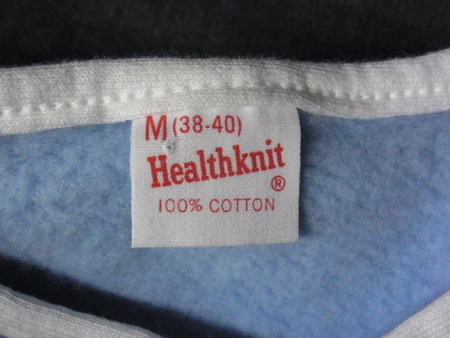 M (38-40)
Healthknit
®
100% COTTON